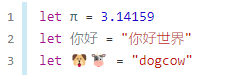 1 let π = 3.14159
2 let 你好 = "你好世界"
3 let 🐶🐮 = "dogcow"